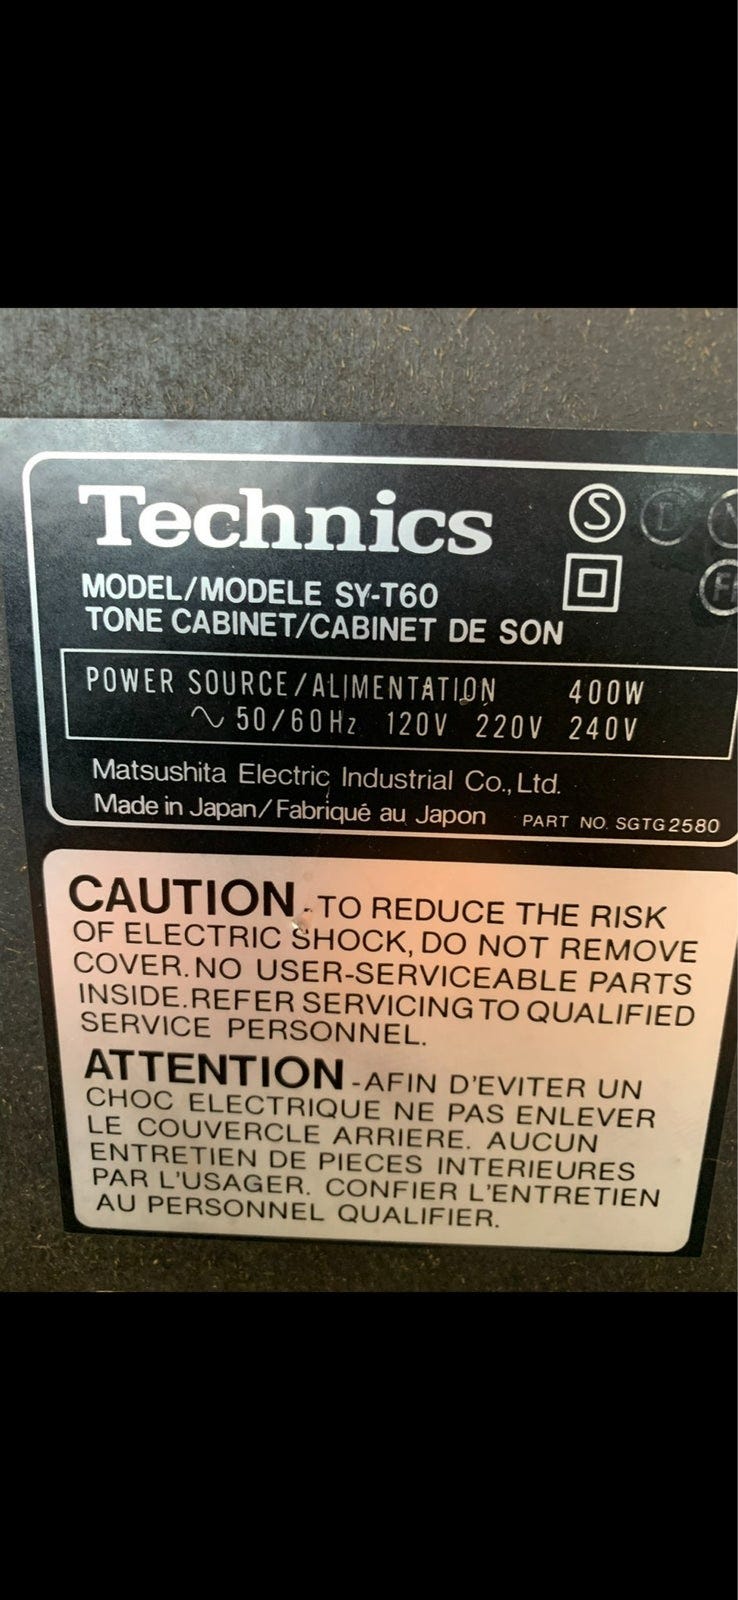 Technics
S
MODEL/MODELE SY-T60
TONE CABINET/CABINET DE SON
POWER SOURCE/ALIMENTATION 400W
～ 50/60Hz 120V 220V 240V
Matsushita Electric Industrial Co., Ltd.
Made in Japan/Fabriqué au Japon PART NO. SGTG2580
CAUTION - TO REDUCE THE RISK
OF ELECTRIC SHOCK, DO NOT REMOVE
COVER. NO USER-SERVICEABLE PARTS
INSIDE. REFER SERVICING TO QUALIFIED
SERVICE PERSONNEL.
ATTENTION - AFIN D'EVITER UN
CHOC ELECTRIQUE NE PAS ENLEVER
LE COUVERCLE ARRIERE. AUCUN
ENTRETIEN DE PIECES INTERIEURES
PAR L'USAGER. CONFIER L'ENTRETIEN
AU PERSONNEL QUALIFIER.